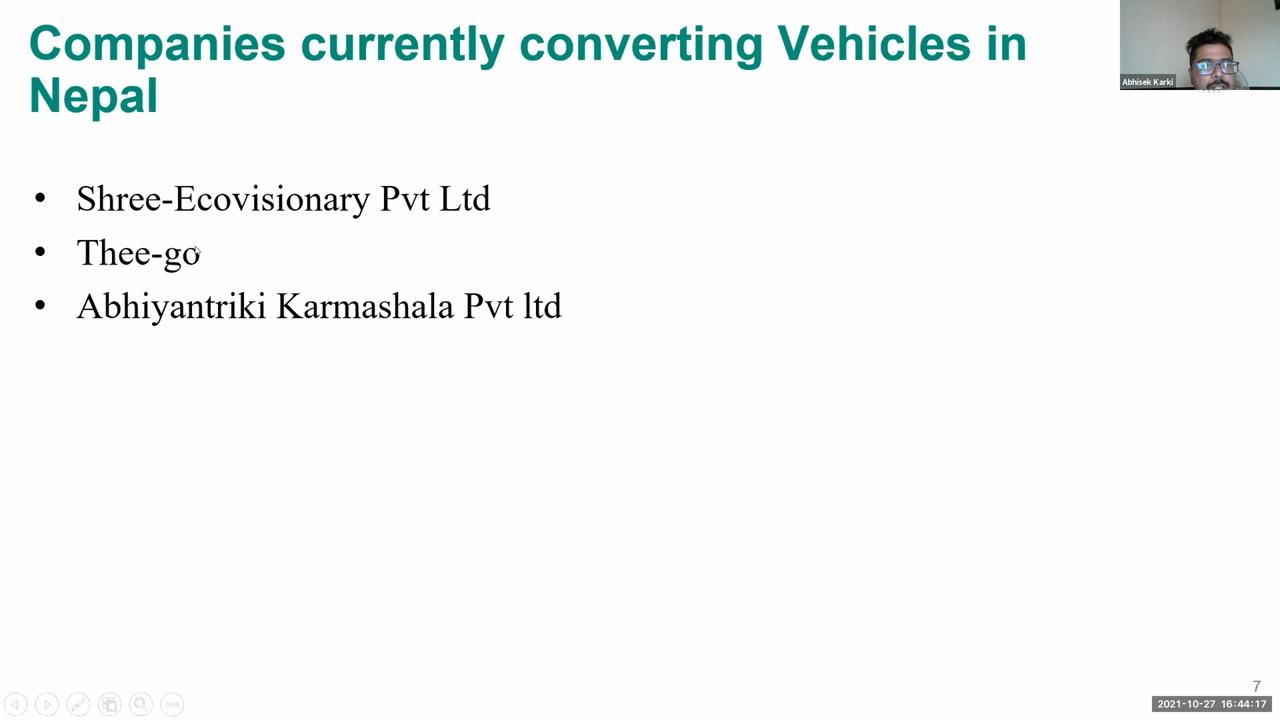 Companies currently converting Vehicles in
Nepal
Abhisek Karki
• Shree-Ecovisionary Pvt Ltd
• Thee-go
• Abhiyantriki Karmashala Pvt ltd
7
2021-10-27 16:44:17